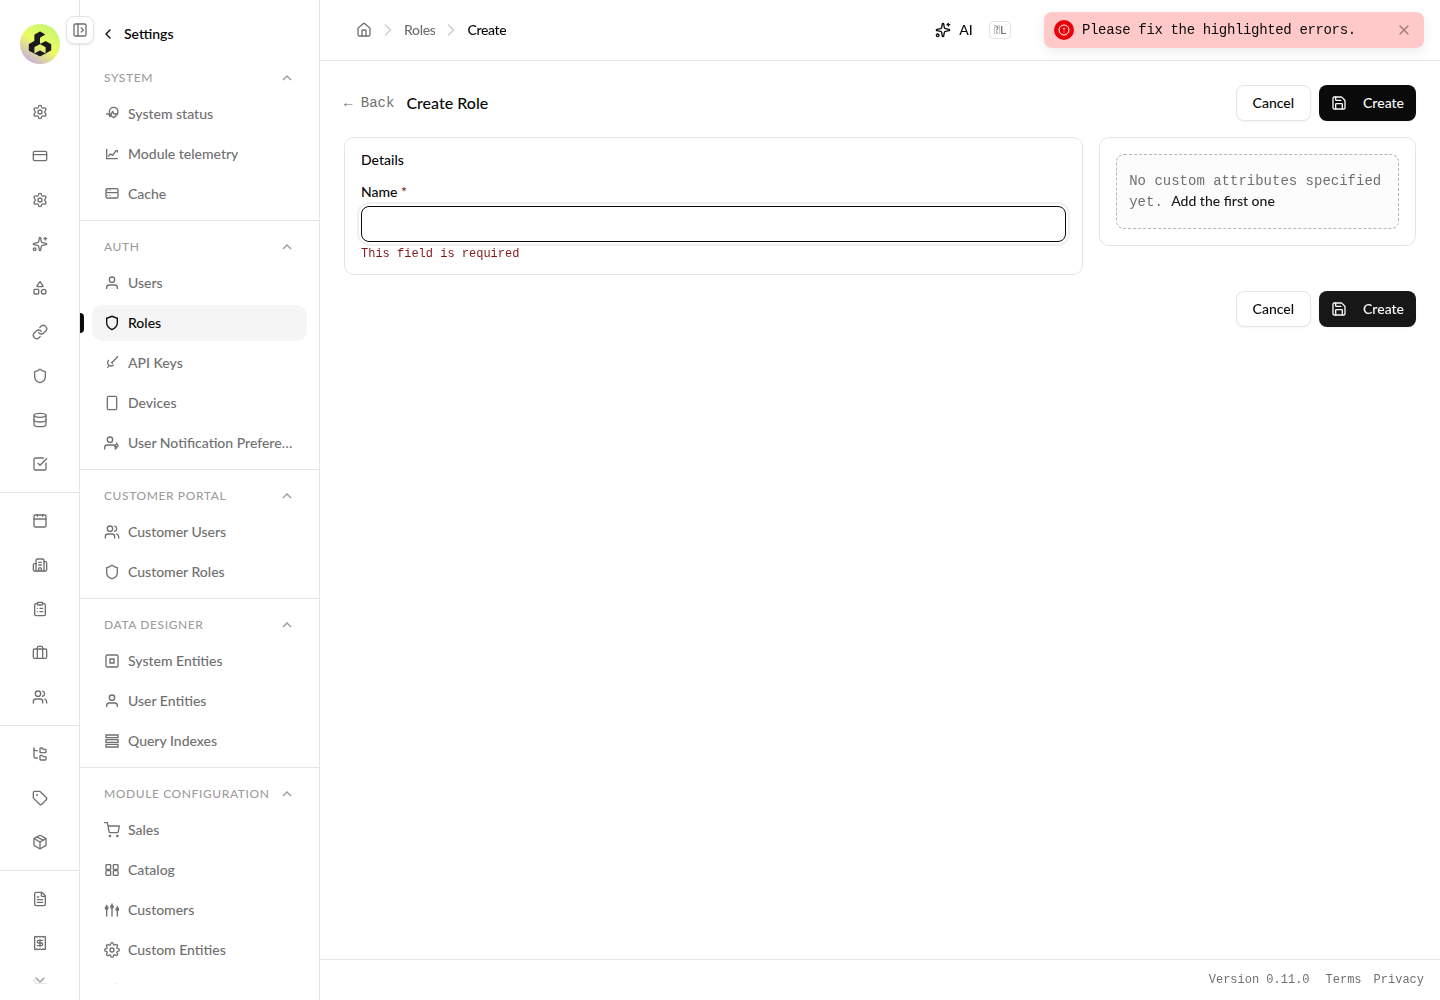 Settings
SYSTEM
System status
Module telemetry
Cache
AUTH
Users
Roles
API Keys
Devices
User Notification Prefere...
CUSTOMER PORTAL
Customer Users
Customer Roles
DATA DESIGNER
System Entities
User Entities
Query Indexes
MODULE CONFIGURATION
Sales
Catalog
Customers
Custom Entities
Roles
Create
AI
L
Please fix the highlighted errors.
← Back Create Role
Cancel
Create
Details
Name *
This field is required
No custom attributes specified
yet. Add the first one
Cancel
Create
Version 0.11.0 Terms Privacy